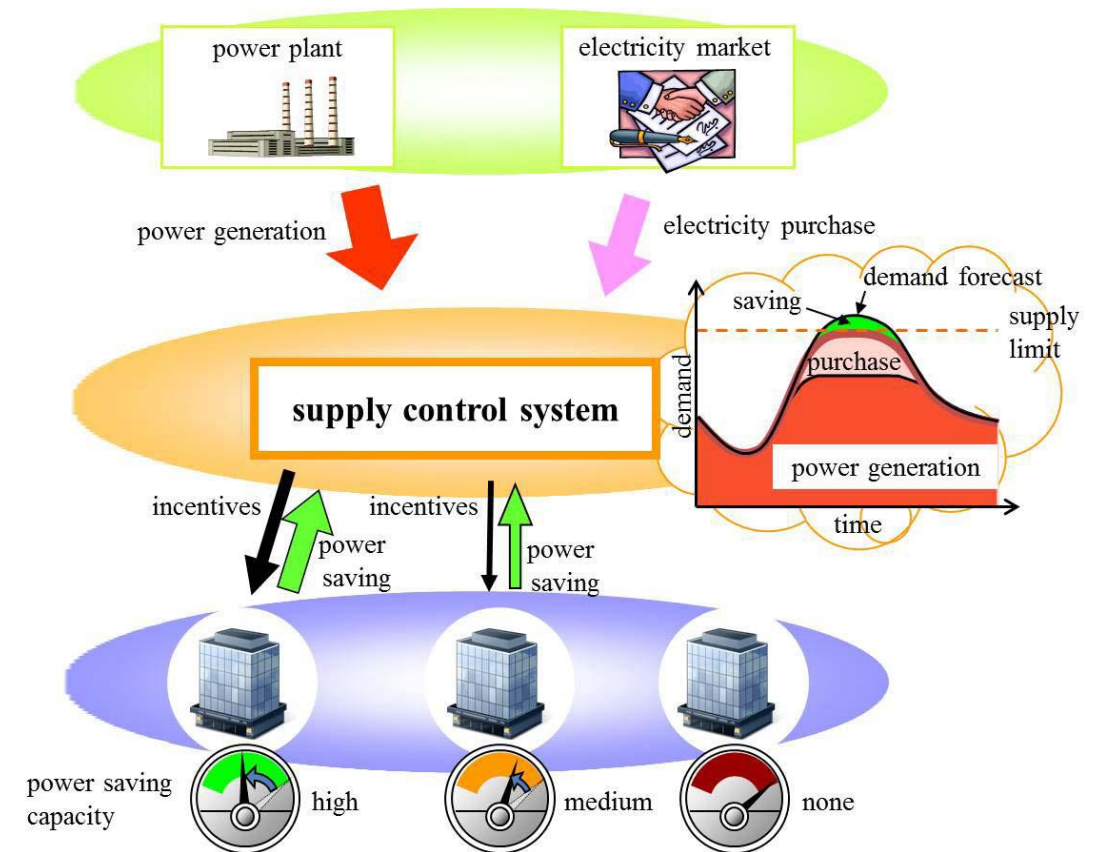 power plant
electricity market
power generation
electricity purchase
demand forecast
saving
supply
limit
purchase
demand
supply control system
power generation
time
incentives
power
saving
incentives
power
saving
power saving
capacity
high
medium
none